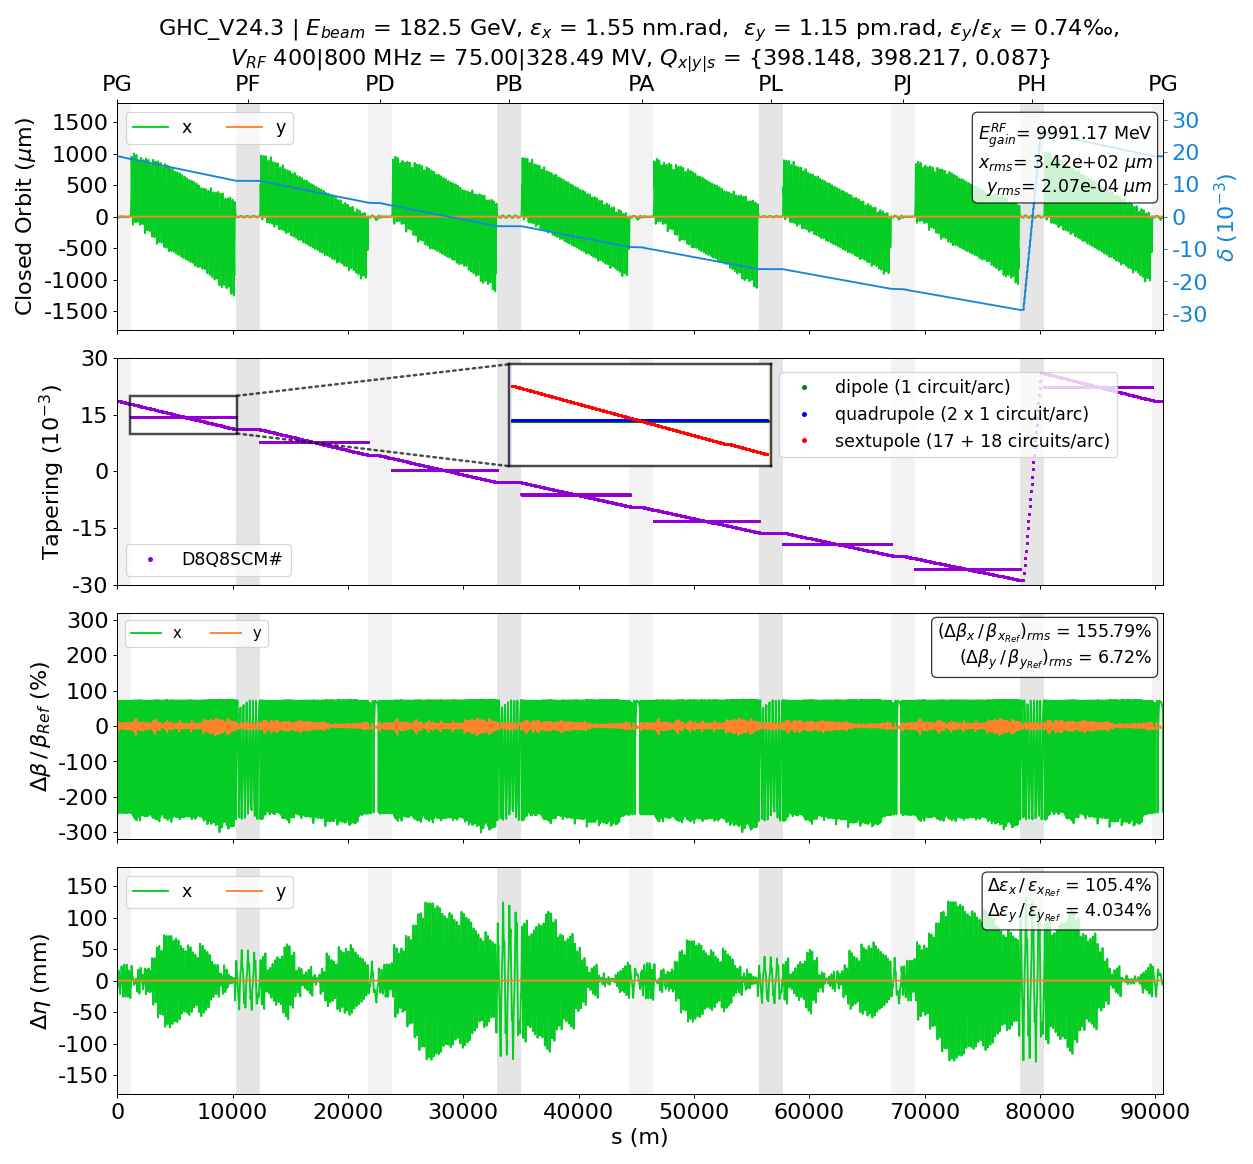 GHC_V24.3 | E_beam = 182.5 GeV, ε_x = 1.55 nm.rad, ε_y = 1.15 pm.rad, ε_y/ε_x = 0.74‰,
V_RF 400|800 MHz = 75.00|328.49 MV, Q_x|y|s = {398.148, 398.217, 0.087}
PG PF PD PB PA PL PJ PH PG
Closed Orbit (μm)
1500
1000
500
0
-500
-1000
-1500
x y
E^RF_gain= 9991.17 MeV
x_rms= 3.42e+02 μm
y_rms= 2.07e-04 μm
30
20
10
0
-10
-20
-30
δ (10^-3)
Tapering (10^-3)
30
15
0
-15
-30
dipole (1 circuit/arc)
quadrupole (2 x 1 circuit/arc)
sextupole (17 + 18 circuits/arc)
D8Q8SCM#
Δβ / β_Ref (%)
300
200
100
0
-100
-200
-300
x y
(Δβ_x / β_x_Ref)_rms = 155.79%
(Δβ_y / β_y_Ref)_rms = 6.72%
Δη (mm)
150
100
50
0
-50
-100
-150
x y
Δε_x / ε_x_Ref = 105.4%
Δε_y / ε_y_Ref = 4.034%
0 10000 20000 30000 40000 50000 60000 70000 80000 90000
s (m)